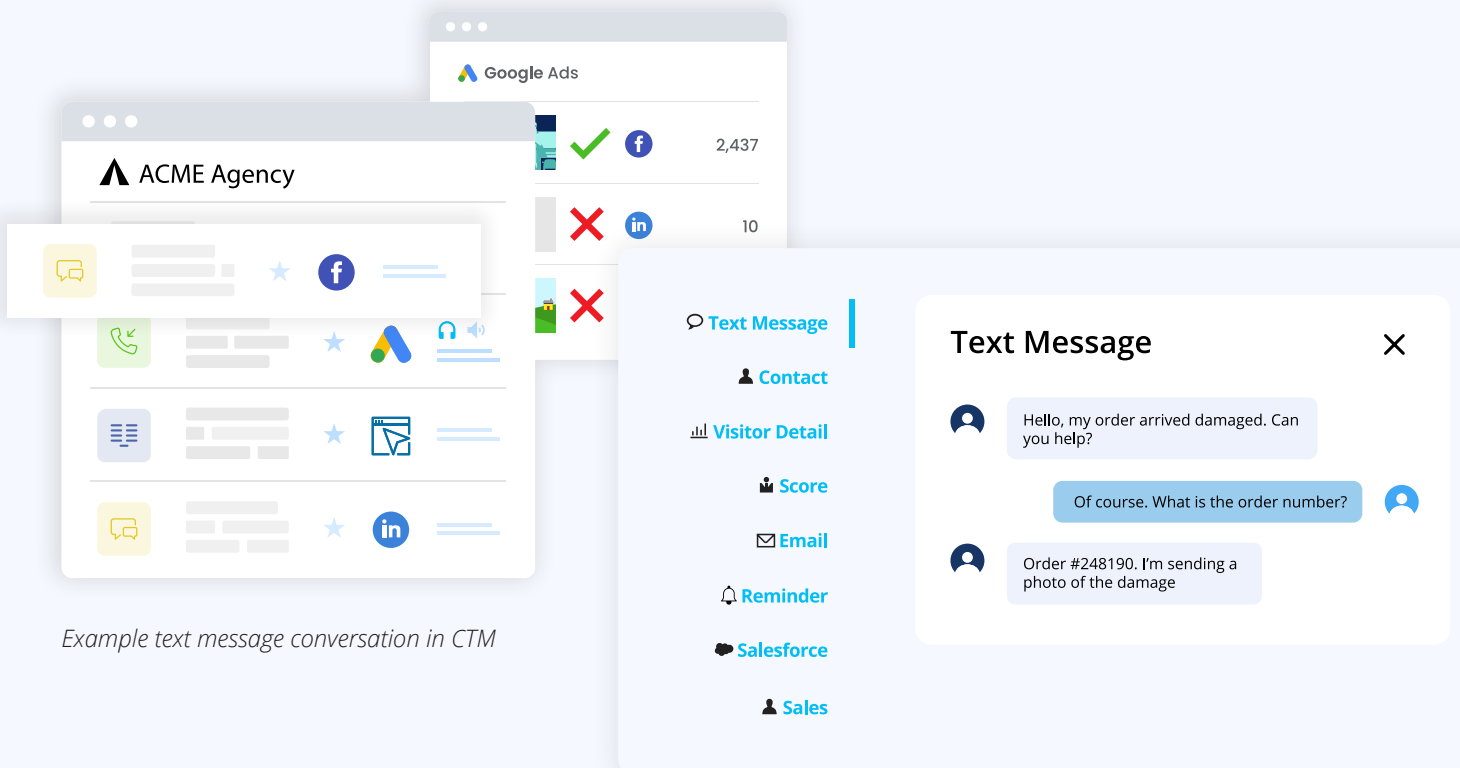 Google Ads
2,437
10
ACME Agency
Example text message conversation in CTM
Text Message
Contact
Visitor Detail
Score
Email
Reminder
Salesforce
Sales
Text Message
Hello, my order arrived damaged. Can
you help?
Of course. What is the order number?
Order #248190. I’m sending a
photo of the damage